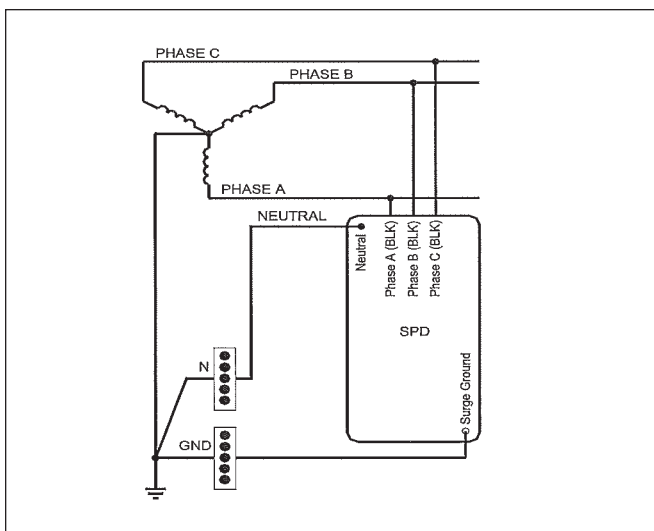 PHASE C
PHASE B
PHASE A
NEUTRAL
Neutral
Phase A (BLK)
Phase B (BLK)
Phase C (BLK)
SPD
N
Surge Ground
GND